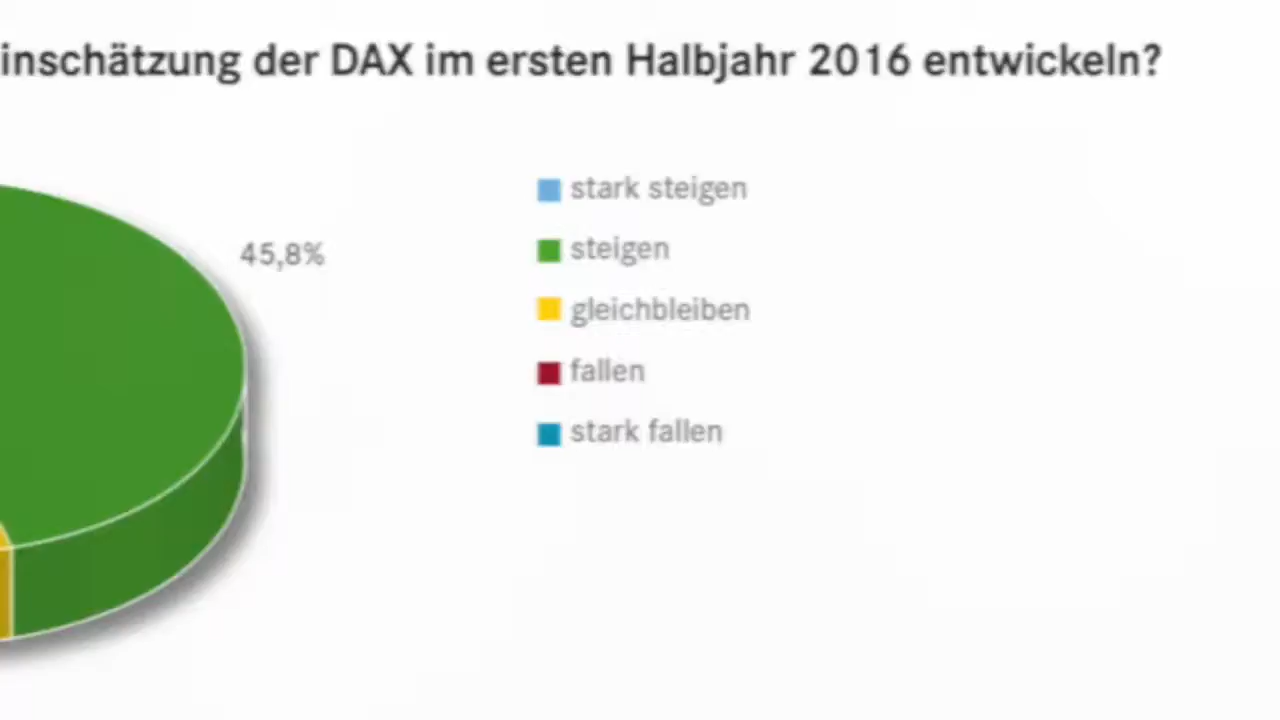 inschätzung der DAX im ersten Halbjahr 2016 entwickeln?
stark steigen
45,8%
steigen
gleichbleiben
fallen
stark fallen